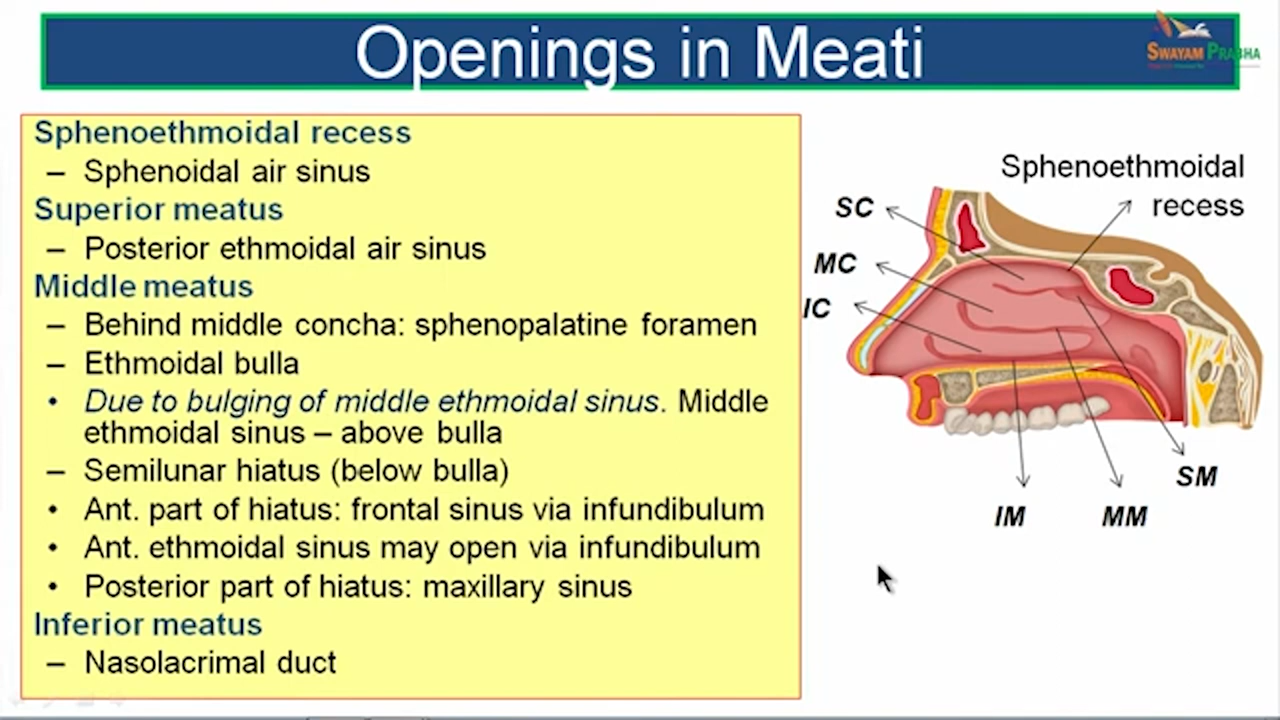 Openings in Meati
SWAYAM PRABHA
Sphenoethmoidal recess
– Sphenoidal air sinus
Superior meatus
– Posterior ethmoidal air sinus
Middle meatus
– Behind middle concha: sphenopalatine foramen
– Ethmoidal bulla
• Due to bulging of middle ethmoidal sinus. Middle
ethmoidal sinus – above bulla
– Semilunar hiatus (below bulla)
• Ant. part of hiatus: frontal sinus via infundibulum
• Ant. ethmoidal sinus may open via infundibulum
• Posterior part of hiatus: maxillary sinus
Inferior meatus
– Nasolacrimal duct
Sphenoethmoidal
recess
SC
MC
IC
SM
IM
MM